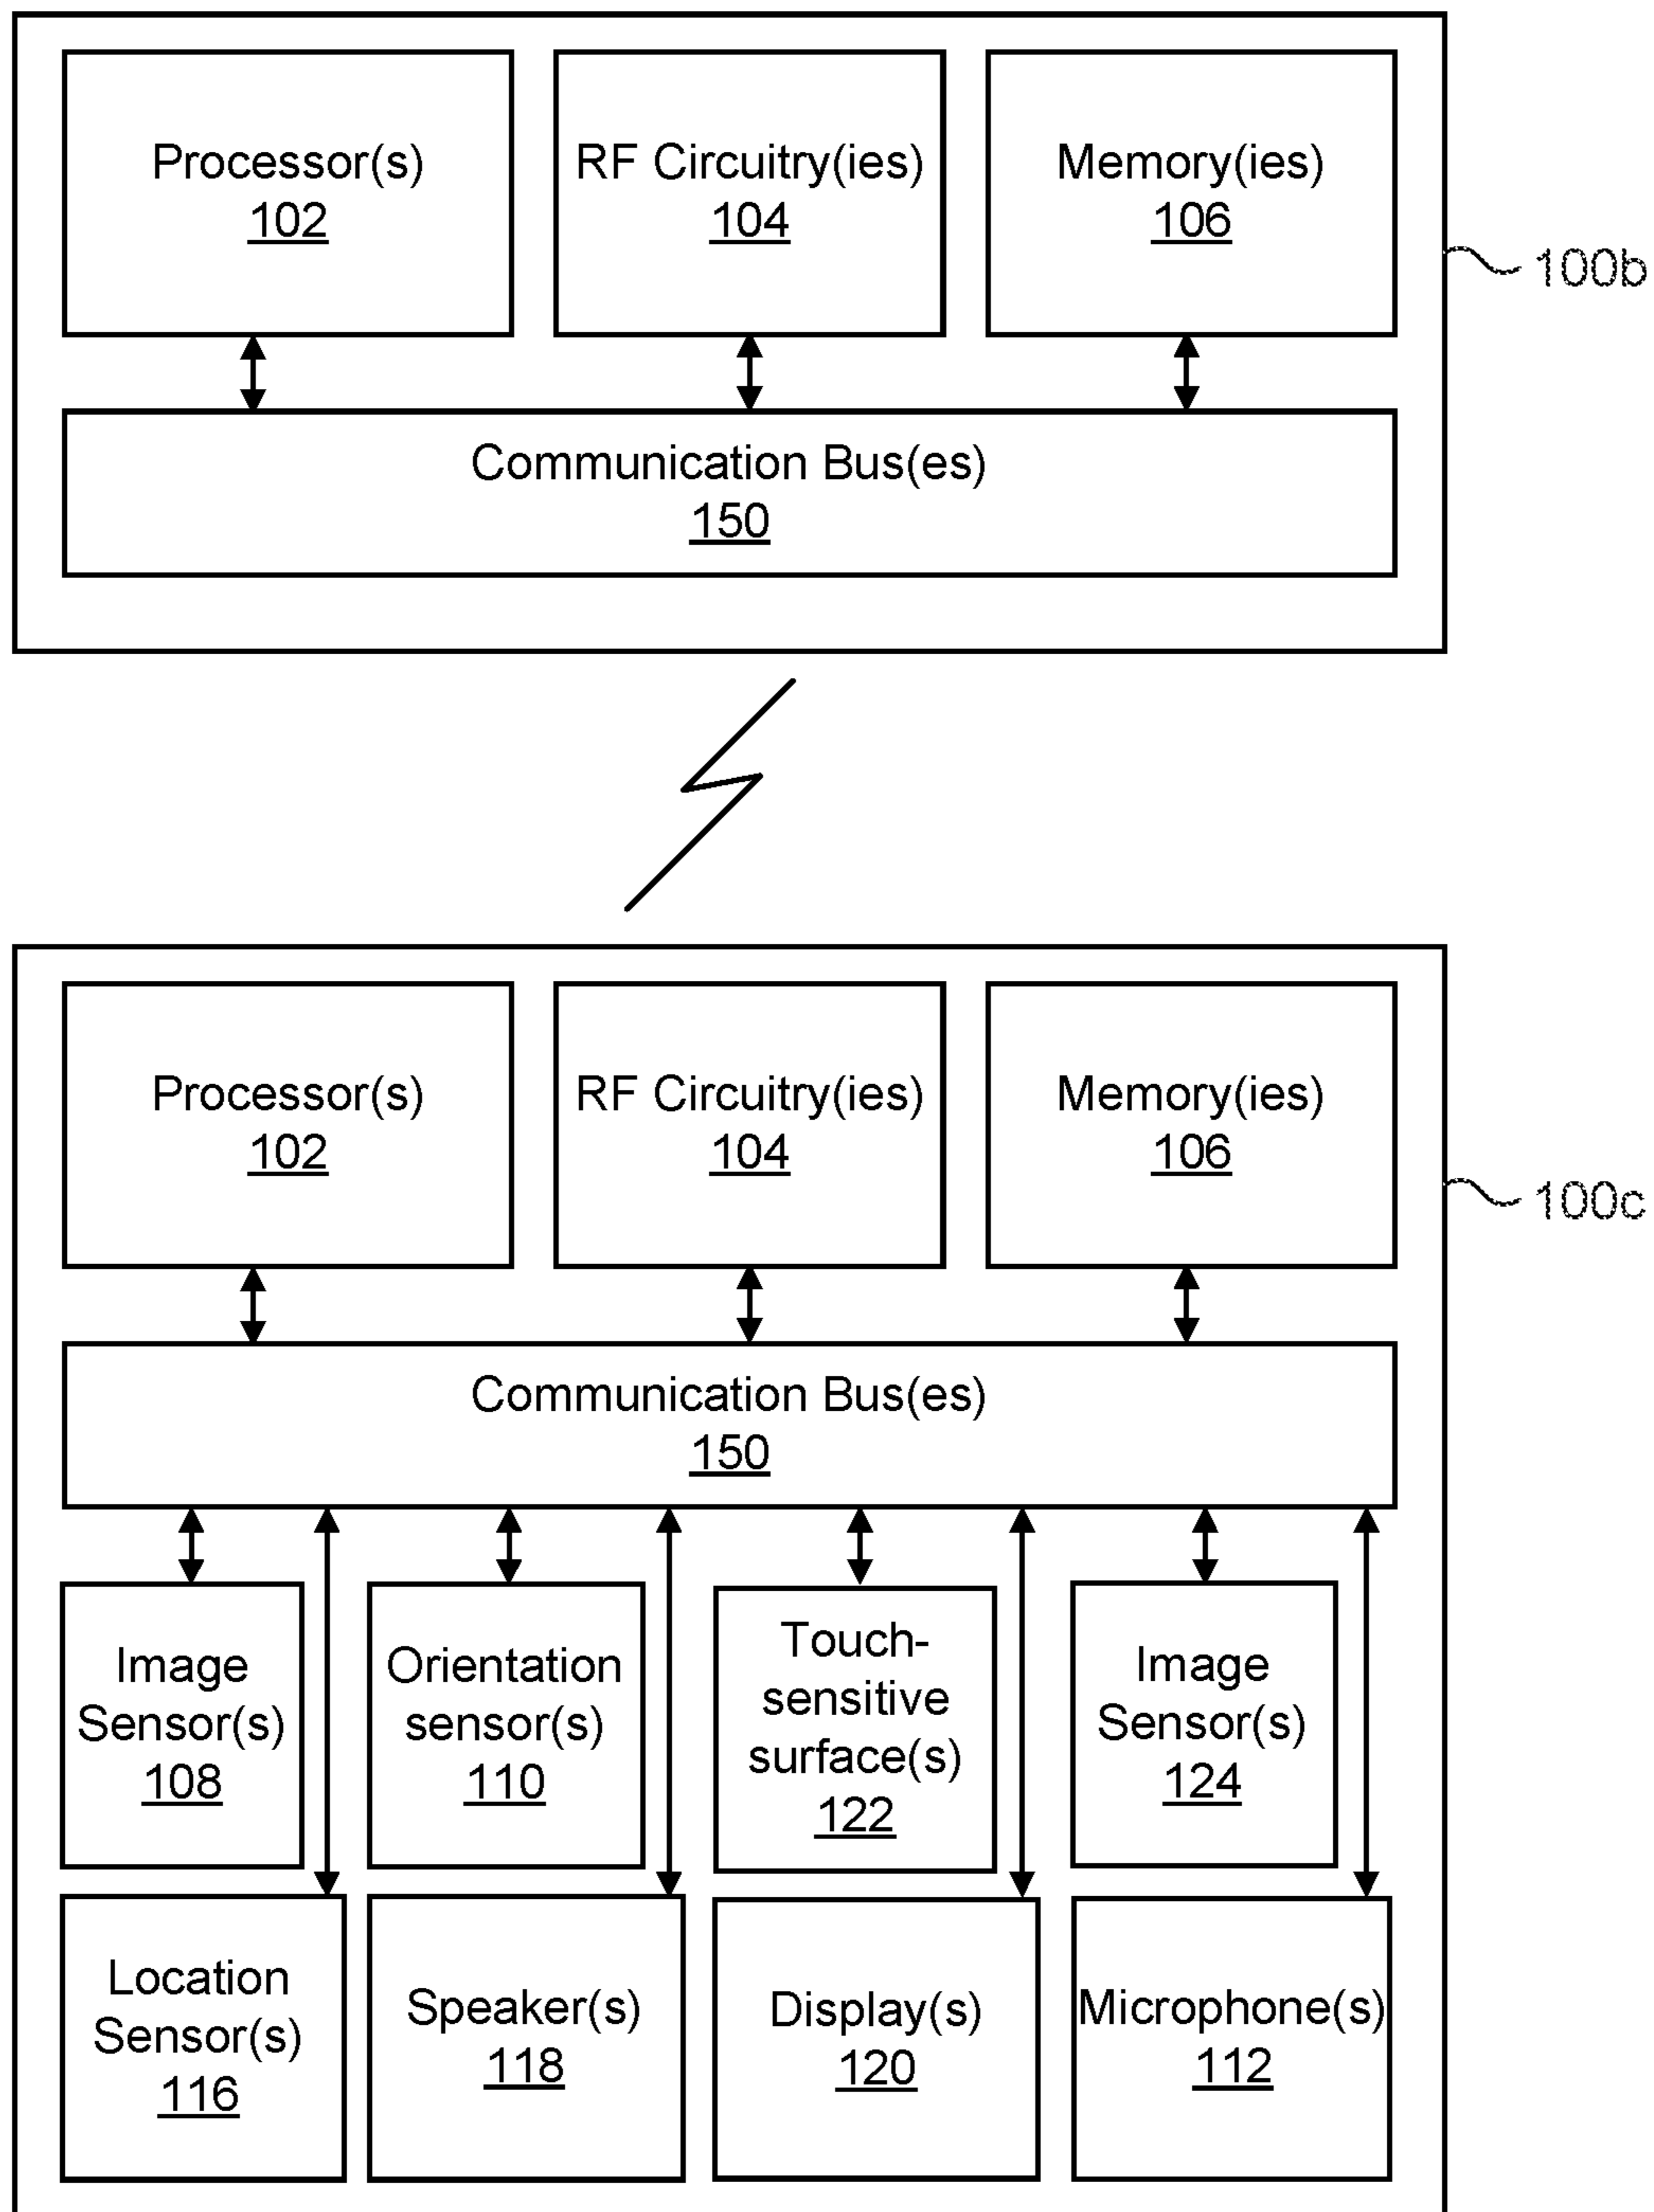 Processor(s)
102
RF Circuitry(ies)
104
Memory(ies)
106
100b
Communication Bus(es)
150
Processor(s)
102
RF Circuitry(ies)
104
Memory(ies)
106
100c
Communication Bus(es)
150
Image
Sensor(s)
108
Orientation
sensor(s)
110
Touch-
sensitive
surface(s)
122
Image
Sensor(s)
124
Location
Sensor(s)
116
Speaker(s)
118
Display(s)
120
Microphone(s)
112